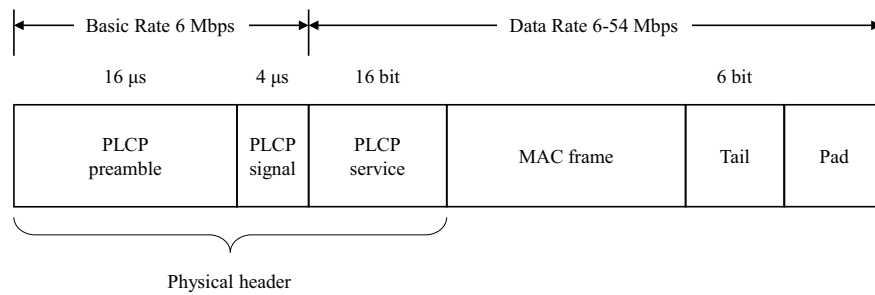 Basic Rate 6 Mbps
Data Rate 6-54 Mbps
16 μs
4 μs
16 bit
6 bit
PLCP
preamble
PLCP
signal
PLCP
service
MAC frame
Tail
Pad
Physical header